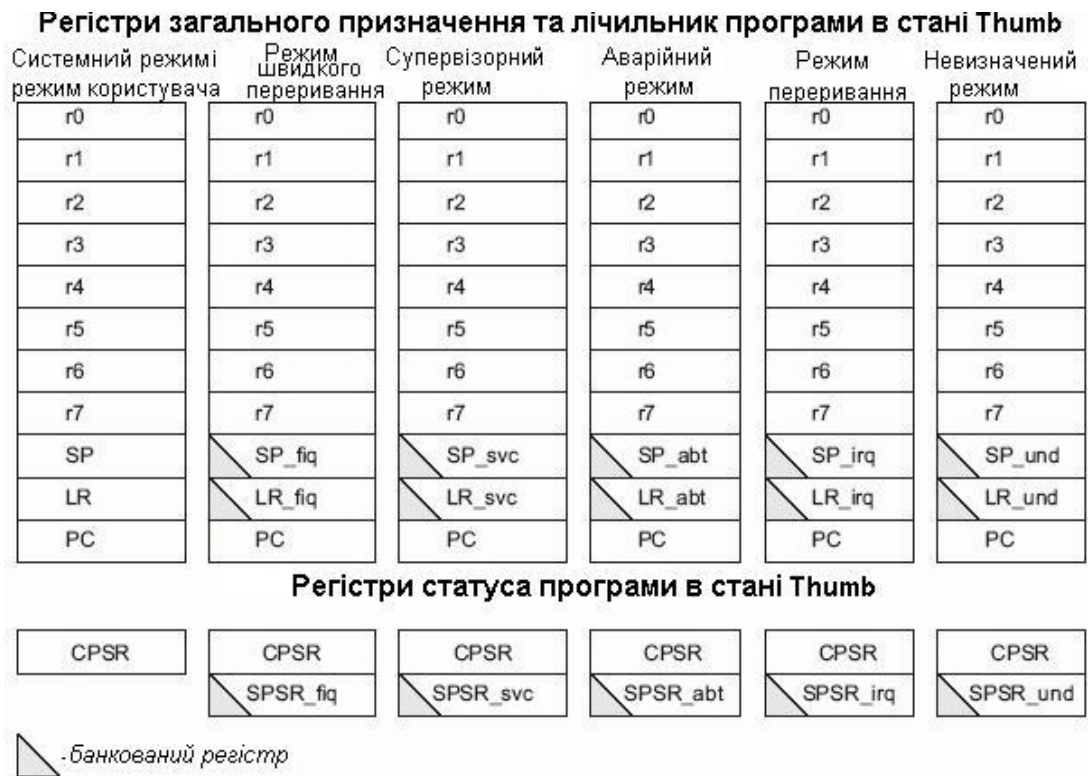 Регістри загального призначення та лічильник програми в стані Thumb
Системний режимі режим користувача
Режим швидкого переривання
Супервізорний режим
Аварійний режим
Режим переривання
Невизначений режим
r0 r0 r0 r0 r0 r0
r1 r1 r1 r1 r1 r1
r2 r2 r2 r2 r2 r2
r3 r3 r3 r3 r3 r3
r4 r4 r4 r4 r4 r4
r5 r5 r5 r5 r5 r5
r6 r6 r6 r6 r6 r6
r7 r7 r7 r7 r7 r7
SP SP_fiq SP_svc SP_abt SP_irq SP_und
LR LR_fiq LR_svc LR_abt LR_irq LR_und
PC PC PC PC PC PC
Регістри статуса програми в стані Thumb
CPSR CPSR CPSR CPSR CPSR CPSR
SPSR_fiq SPSR_svc SPSR_abt SPSR_irq SPSR_und
-банкований регістр